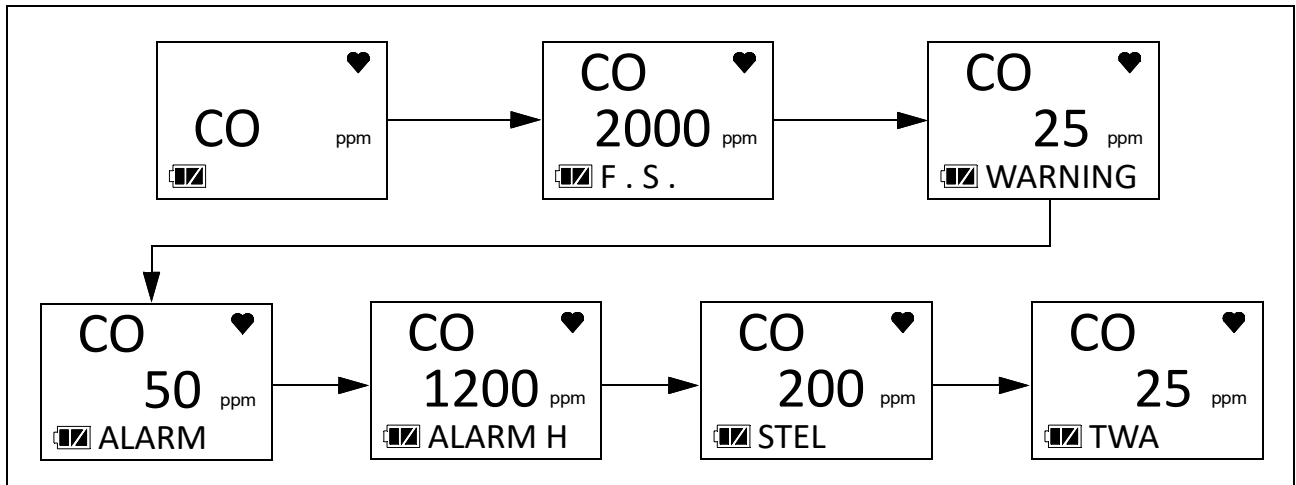 CO ppm
CO
2000 ppm
F . S .
CO
25 ppm
WARNING
CO
50 ppm
ALARM
CO
1200 ppm
ALARM H
CO
200 ppm
STEL
CO
25 ppm
TWA